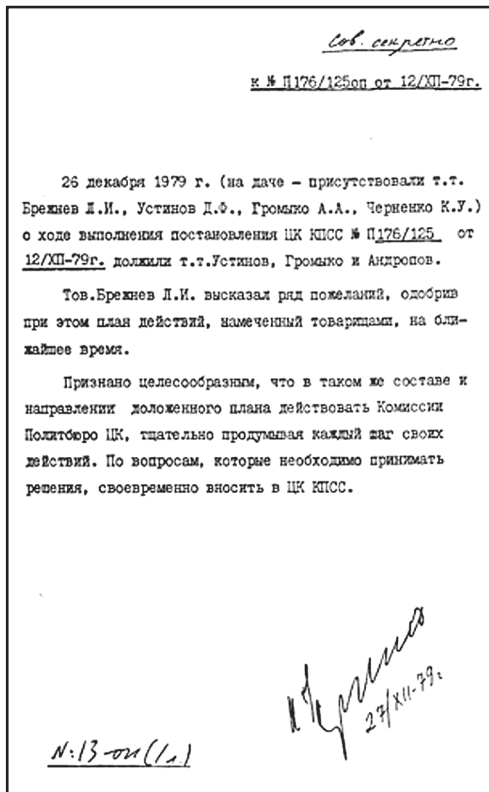 Сов. секретно
к № П176/125оп от 12/ХП-79г.
26 декабря 1979 г. (на даче - присутствовали т.т.
Брежнев Л.И., Устинов Д.Ф., Громыко А.А., Черненко К.У.)
о ходе выполнения постановления ЦК КПСС № П176/125 от
12/ХП-79г. должили т.т.Устинов, Громыко и Андропов.
Тов.Брежнев Л.И. высказал ряд пожеланий, одобрив
при этом план действий, намеченный товарищами, на бли-
жайшее время.
Признано целесообразным, что в таком же составе и
направлении доложенного плана действовать Комиссии
Политбюро ЦК, тщательно продумывая каждый шаг своих
действий. По вопросам, которые необходимо принимать
решения, своевременно вносить в ЦК КПСС.
27/XII-79г.
N:13-оп(1л)